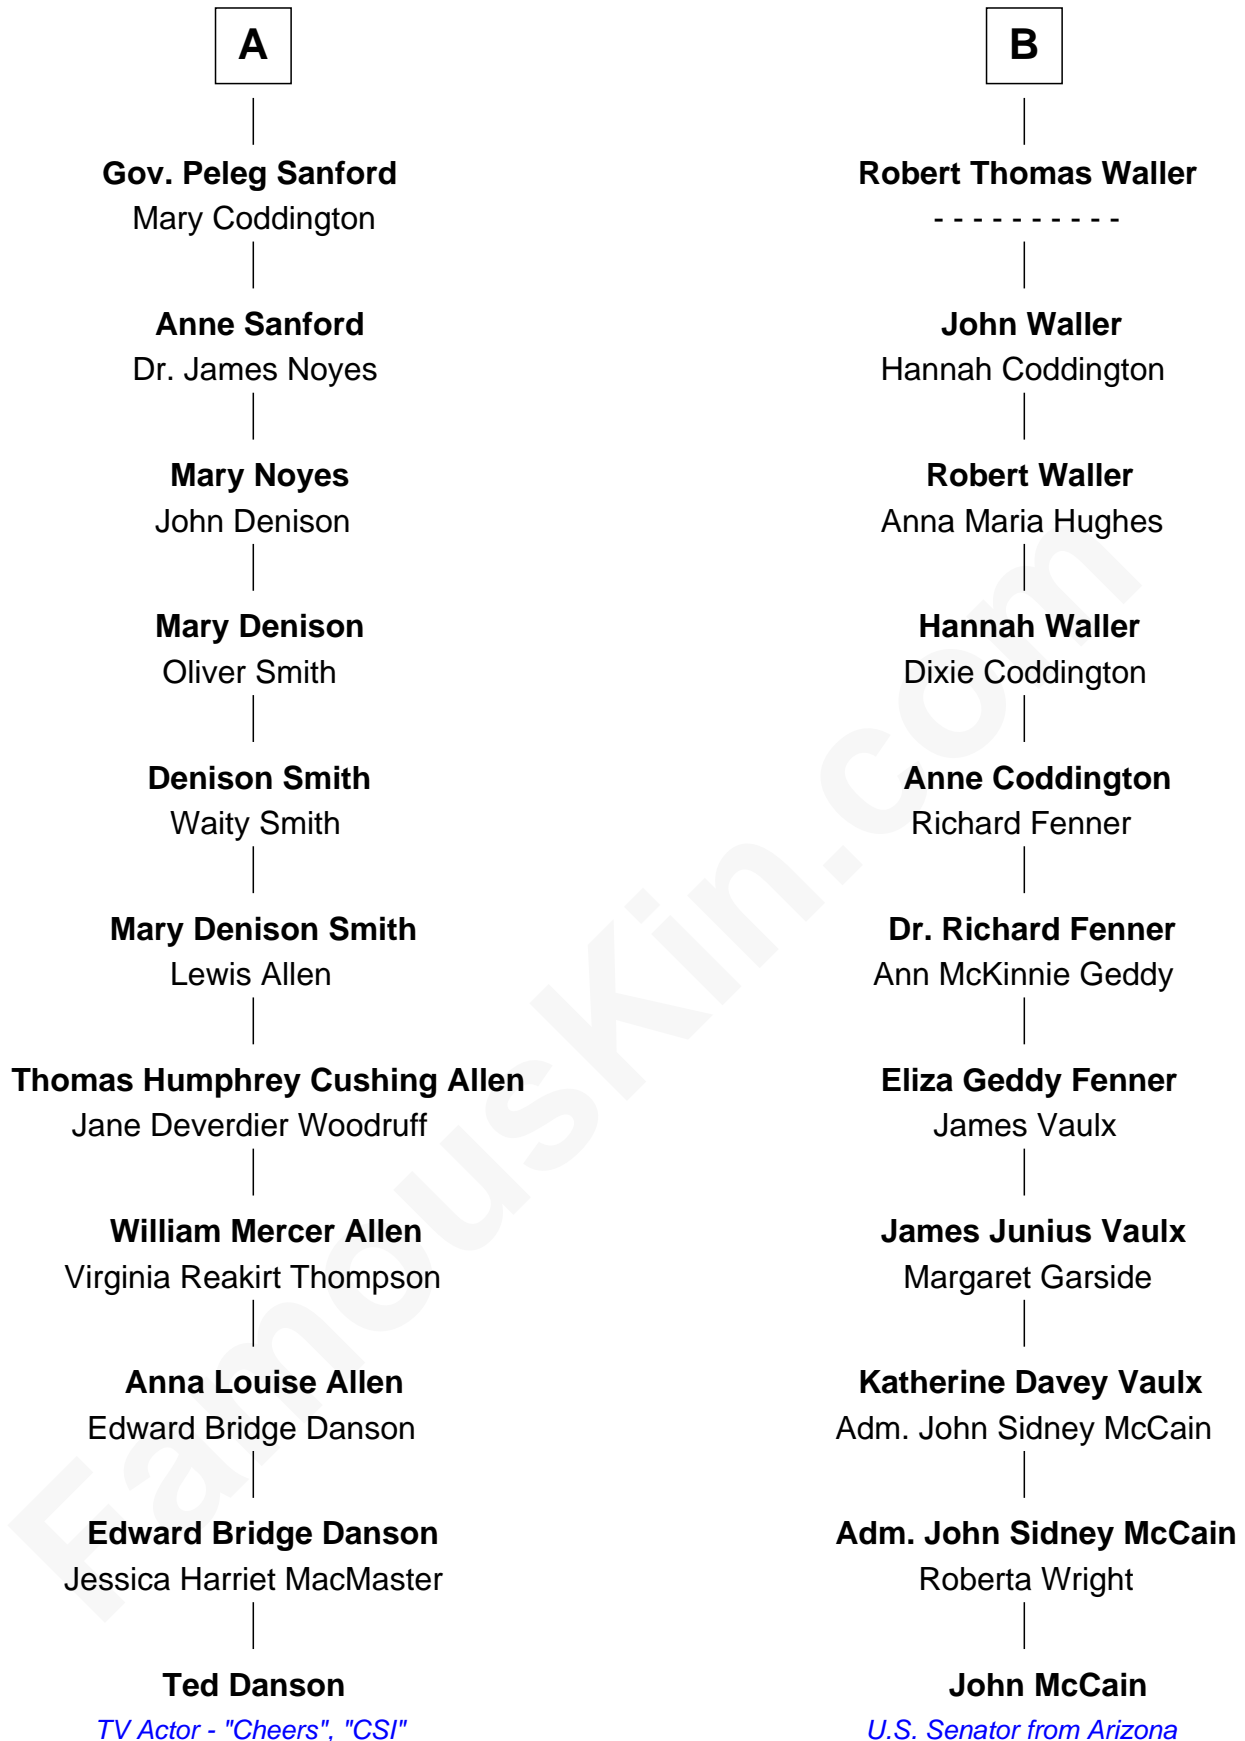 A
Gov. Peleg Sanford
Mary Coddington
Anne Sanford
Dr. James Noyes
Mary Noyes
John Denison
Mary Denison
Oliver Smith
Denison Smith
Waity Smith
Mary Denison Smith
Lewis Allen
Thomas Humphrey Cushing Allen
Jane Deverdier Woodruff
William Mercer Allen
Virginia Reakirt Thompson
Anna Louise Allen
Edward Bridge Danson
Edward Bridge Danson
Jessica Harriet MacMaster
Ted Danson
TV Actor - "Cheers", "CSI"
B
Robert Thomas Waller
- - - - - - - - - -
John Waller
Hannah Coddington
Robert Waller
Anna Maria Hughes
Hannah Waller
Dixie Coddington
Anne Coddington
Richard Fenner
Dr. Richard Fenner
Ann McKinnie Geddy
Eliza Geddy Fenner
James Vaulx
James Junius Vaulx
Margaret Garside
Katherine Davey Vaulx
Adm. John Sidney McCain
Adm. John Sidney McCain
Roberta Wright
John McCain
U.S. Senator from Arizona
FamousKin.com